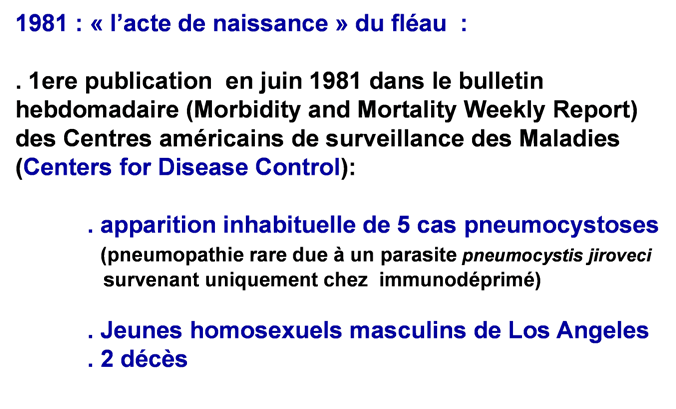 1981 : « l’acte de naissance » du fléau  :
. 1ere publication  en juin 1981 dans le bulletin
hebdomadaire (Morbidity and Mortality Weekly Report)
des Centres américains de surveillance des Maladies
(Centers for Disease Control):
. apparition inhabituelle de 5 cas pneumocystoses
(pneumopathie rare due à un parasite pneumocystis jiroveci
survenant uniquement chez  immunodéprimé)
. Jeunes homosexuels masculins de Los Angeles
. 2 décès